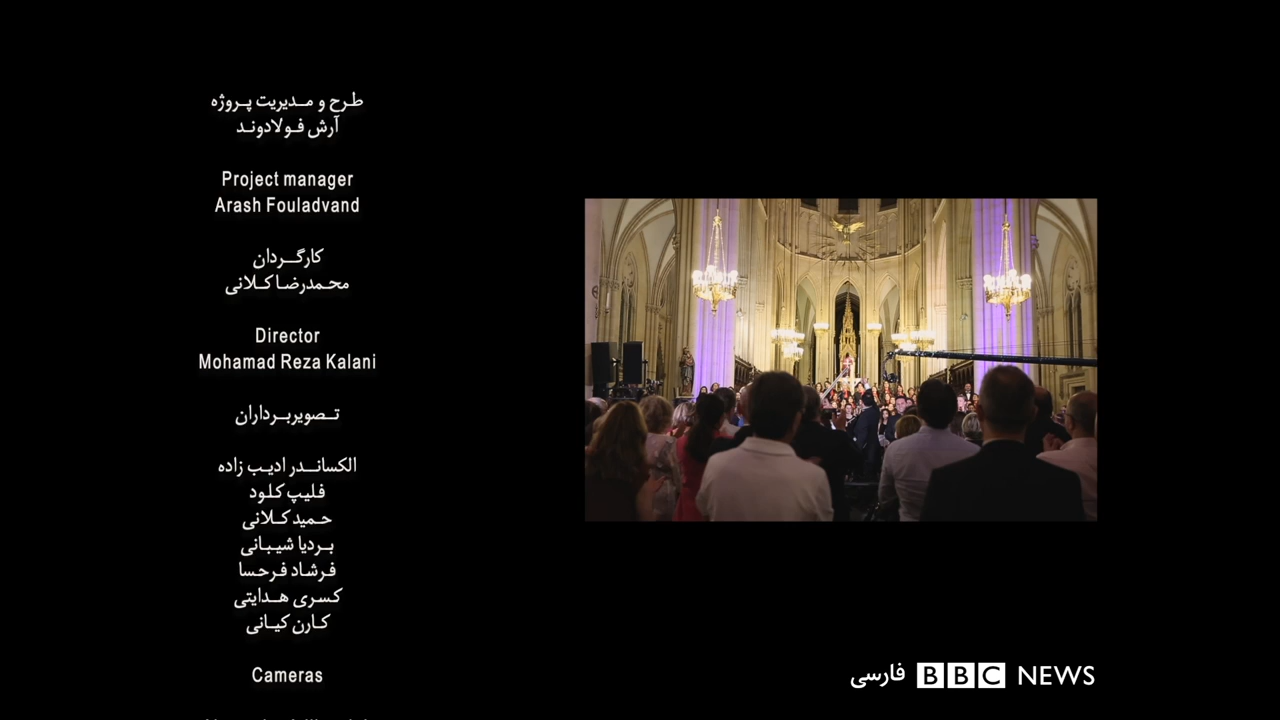 طرح و مدیریت پروژه
آرش فولادوند
Project manager
Arash Fouladvand
کارگردان
محمدرضا کلانی
Director
Mohamad Reza Kalani
تصویربرداران
الکساندر ادیب زاده
فلیپ کلود
حمید کلانی
بردیا شیبانی
فرشاد فرحسا
کسری هدایتی
کارن کیانی
Cameras
فارسی BBC NEWS